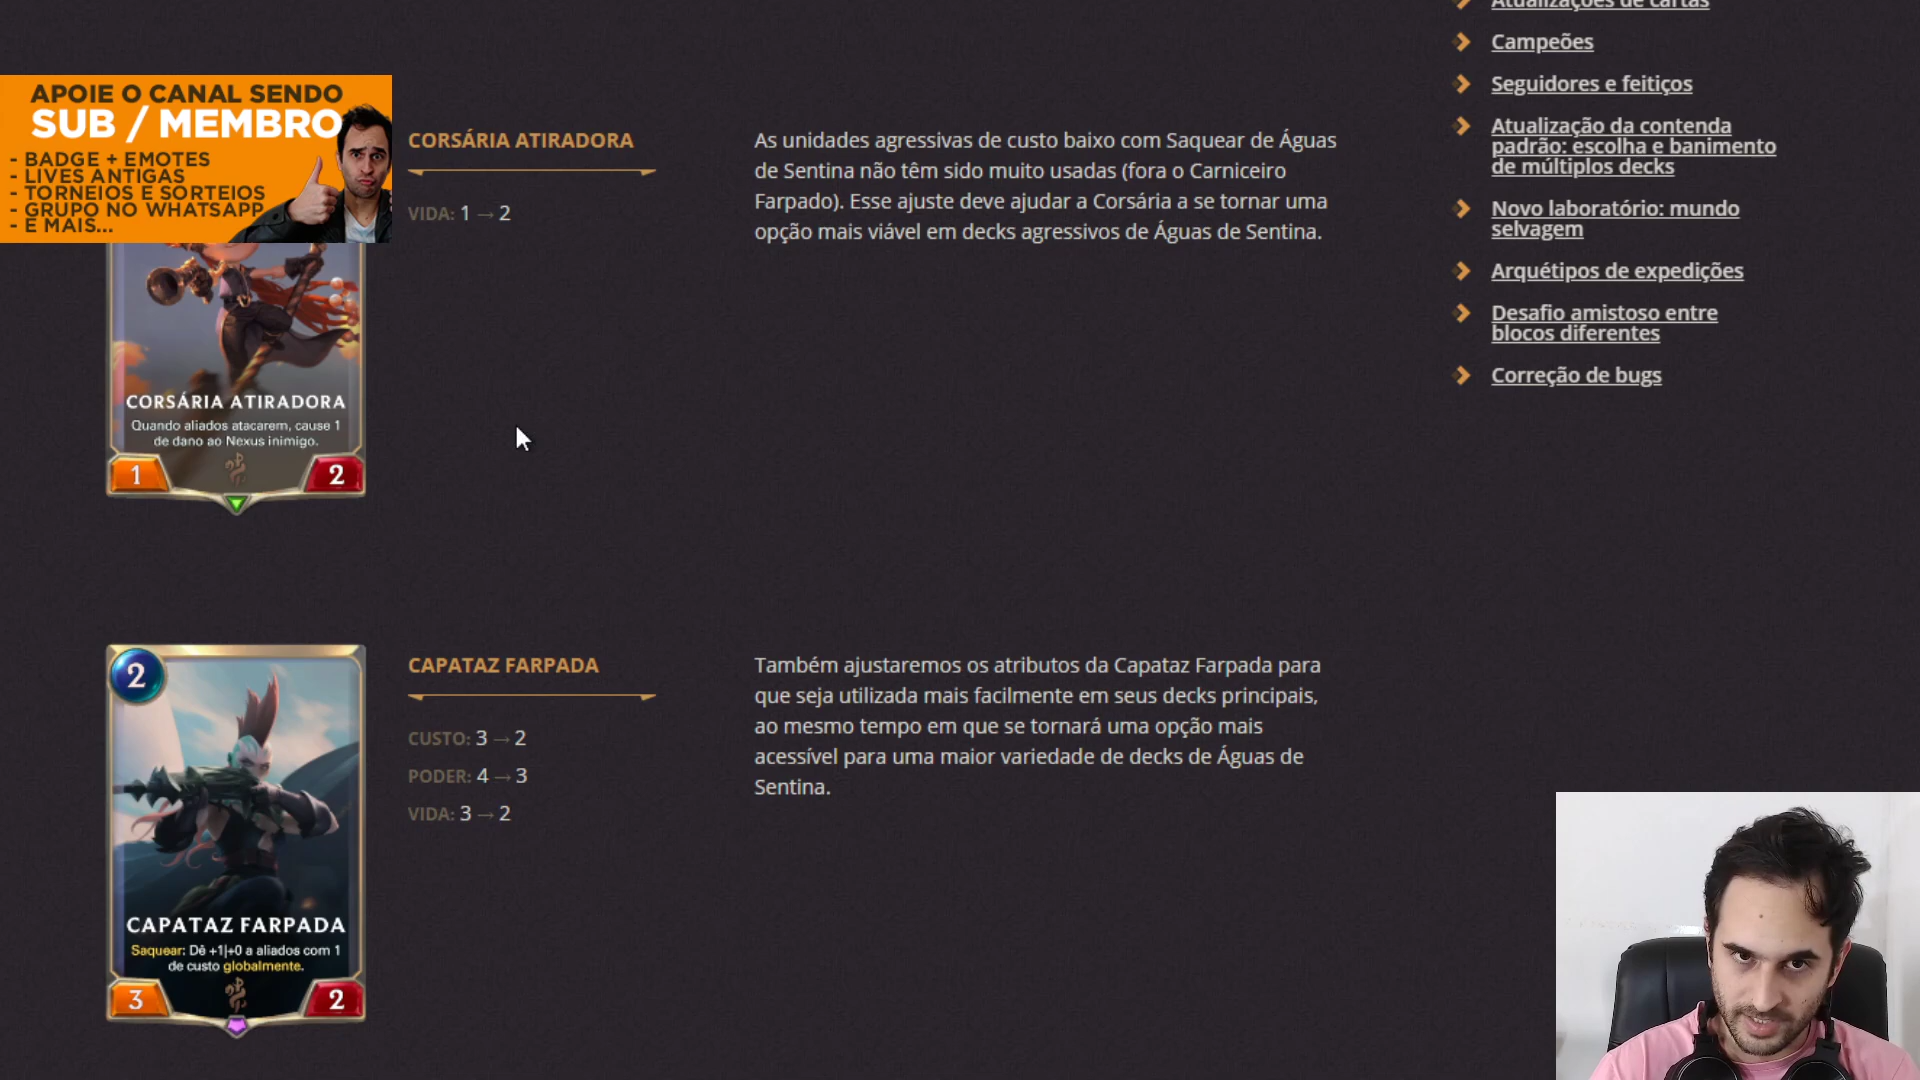 APOIE O CANAL SENDO
SUB / MEMBRO
- BADGE + EMOTES
- LIVES ANTIGAS
- TORNEIOS E SORTEIOS
- GRUPO NO WHATSAPP
- E MAIS...
CORSÁRIA ATIRADORA
Quando aliados atacarem, cause 1
de dano ao Nexus inimigo.
1
2
CORSÁRIA ATIRADORA
VIDA: 1 → 2
As unidades agressivas de custo baixo com Saquear de Águas
de Sentina não têm sido muito usadas (fora o Carniceiro
Farpado). Esse ajuste deve ajudar a Corsária a se tornar uma
opção mais viável em decks agressivos de Águas de Sentina.
2
CAPATAZ FARPADA
Saquear: Dê +1|+0 a aliados com 1
de custo globalmente.
3
2
CAPATAZ FARPADA
CUSTO: 3 → 2
PODER: 4 → 3
VIDA: 3 → 2
Também ajustaremos os atributos da Capataz Farpada para
que seja utilizada mais facilmente em seus decks principais,
ao mesmo tempo em que se tornará uma opção mais
acessível para uma maior variedade de decks de Águas de
Sentina.
Atualizações de cartas
Campeões
Seguidores e feitiços
Atualização da contenda
padrão: escolha e banimento
de múltiplos decks
Novo laboratório: mundo
selvagem
Arquétipos de expedições
Desafio amistoso entre
blocos diferentes
Correção de bugs